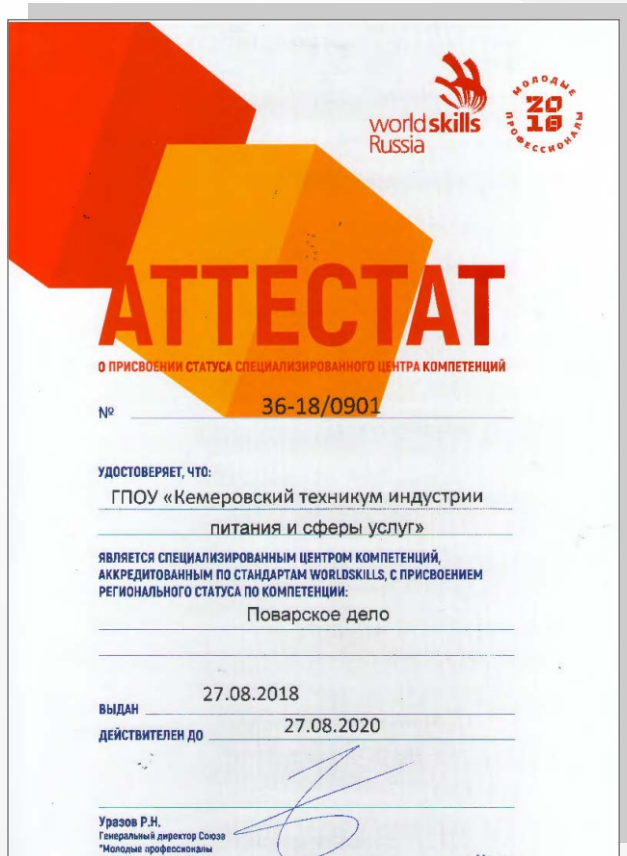 worldskills
Russia
МОЛОДЫЕ
2018
ПРОФЕССИОНАЛЫ
АТТЕСТАТ
О ПРИСВОЕНИИ СТАТУСА СПЕЦИАЛИЗИРОВАННОГО ЦЕНТРА КОМПЕТЕНЦИЙ
№ 36-18/0901
УДОСТОВЕРЯЕТ, ЧТО:
ГПОУ «Кемеровский техникум индустрии
питания и сферы услуг»
ЯВЛЯЕТСЯ СПЕЦИАЛИЗИРОВАННЫМ ЦЕНТРОМ КОМПЕТЕНЦИЙ,
АККРЕДИТОВАННЫМ ПО СТАНДАРТАМ WORLDSKILLS, С ПРИСВОЕНИЕМ
РЕГИОНАЛЬНОГО СТАТУСА ПО КОМПЕТЕНЦИИ:
Поварское дело
ВЫДАН 27.08.2018
ДЕЙСТВИТЕЛЕН ДО 27.08.2020
Уразов Р.Н.
Генеральный директор Союза
"Молодые профессионалы